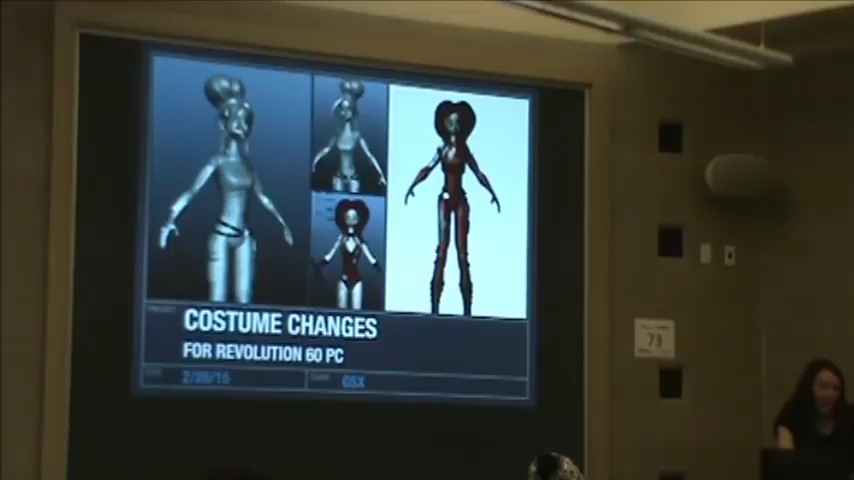 COSTUME CHANGES
FOR REVOLUTION 60 PC
2/26/15
GSX
73